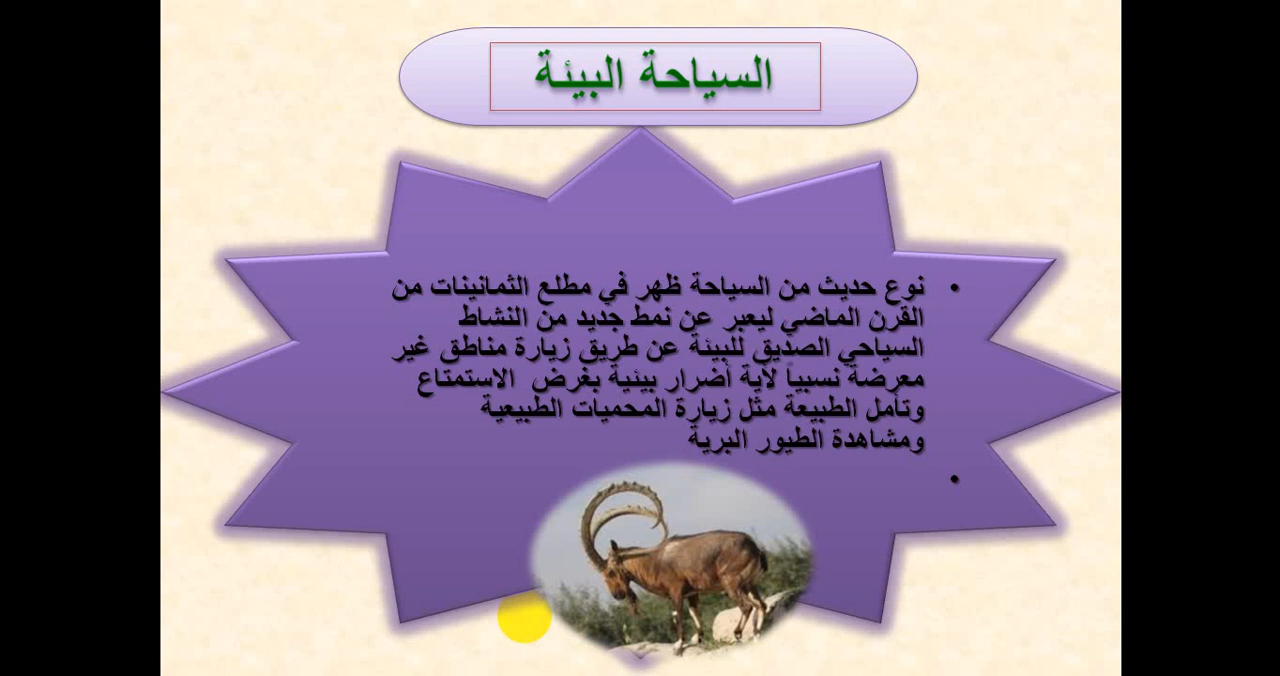 السياحة البيئة
• نوع حديث من السياحة ظهر في مطلع الثمانينات من
القرن الماضي ليعبر عن نمط جديد من النشاط
السياحي الصديق للبيئة عن طريق زيارة مناطق غير
معرضة نسبياً لأية أضرار بيئية بغرض الاستمتاع
وتأمل الطبيعة مثل زيارة المحميات الطبيعية
ومشاهدة الطيور البرية
•